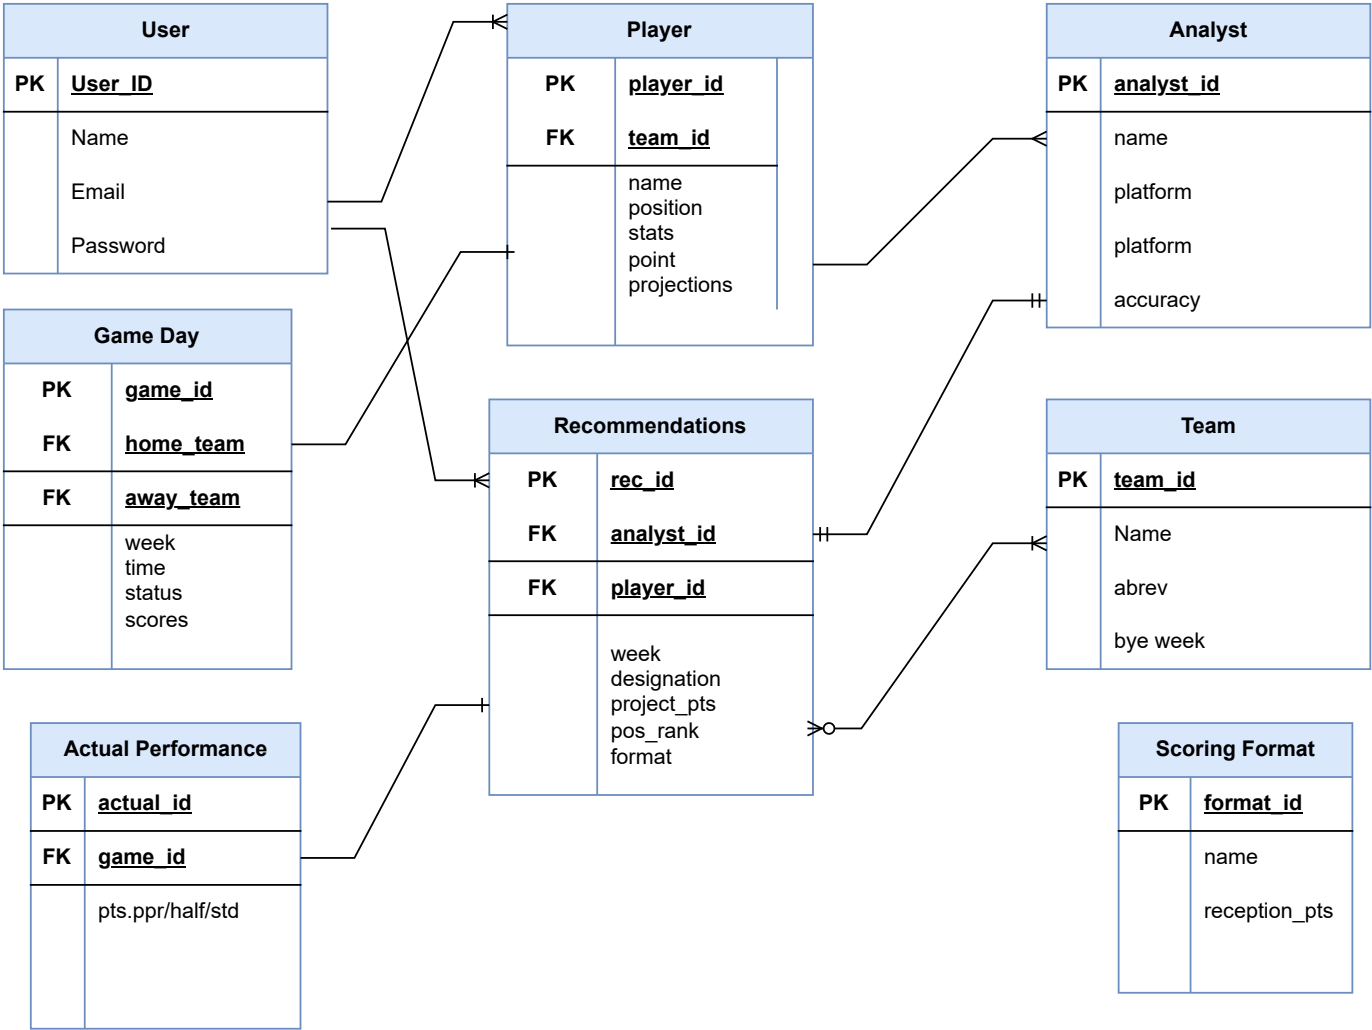 User
PK User_ID
Name
Email
Password
Player
PK player_id
FK team_id
name
position
stats
point
projections
Analyst
PK analyst_id
name
platform
platform
accuracy
Game Day
PK game_id
FK home_team
FK away_team
week
time
status
scores
Recommendations
PK rec_id
FK analyst_id
FK player_id
week
designation
project_pts
pos_rank
format
Team
PK team_id
Name
abrev
bye week
Actual Performance
PK actual_id
FK game_id
pts.ppr/half/std
Scoring Format
PK format_id
name
reception_pts